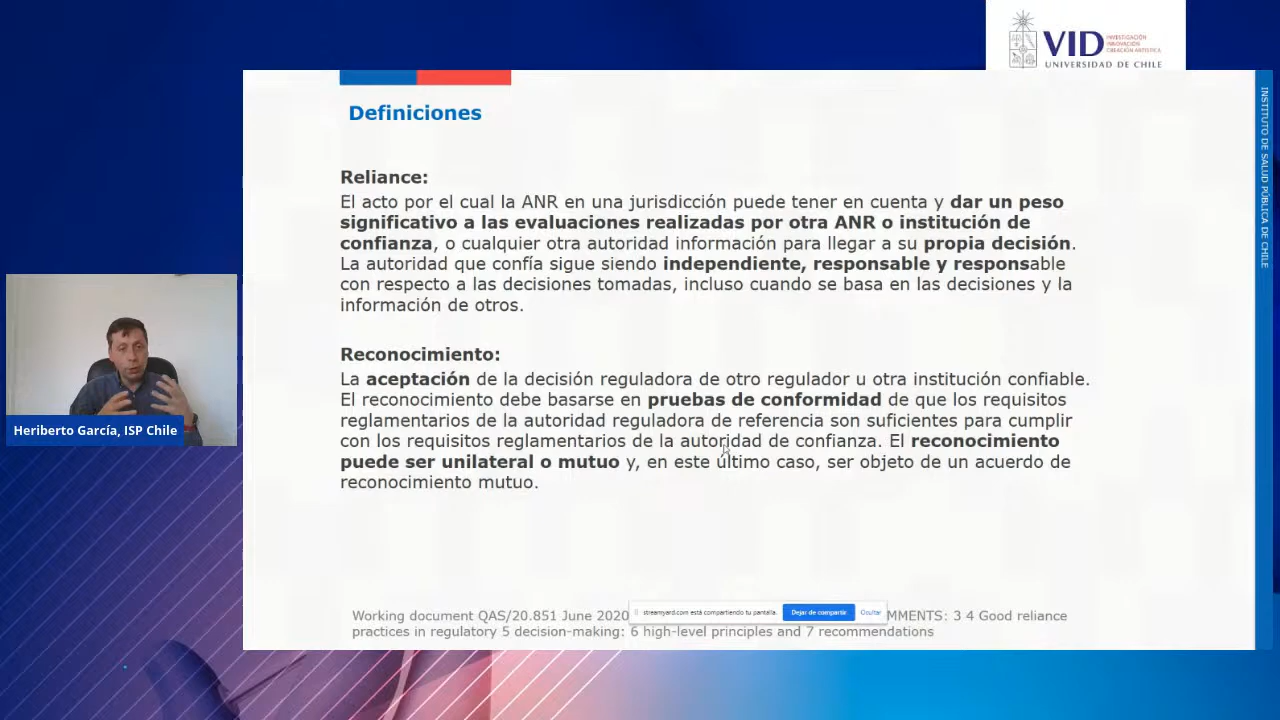 VID
INVESTIGACIÓN
INNOVACIÓN
CREACIÓN ARTÍSTICA
UNIVERSIDAD DE CHILE
INSTITUTO DE SALUD PÚBLICA DE CHILE
Definiciones
Reliance:
El acto por el cual la ANR en una jurisdicción puede tener en cuenta y dar un peso
significativo a las evaluaciones realizadas por otra ANR o institución de
confianza, o cualquier otra autoridad información para llegar a su propia decisión.
La autoridad que confía sigue siendo independiente, responsable y responsable
con respecto a las decisiones tomadas, incluso cuando se basa en las decisiones y la
información de otros.
Reconocimiento:
La aceptación de la decisión reguladora de otro regulador u otra institución confiable.
El reconocimiento debe basarse en pruebas de conformidad de que los requisitos
reglamentarios de la autoridad reguladora de referencia son suficientes para cumplir
con los requisitos reglamentarios de la autoridad de confianza. El reconocimiento
puede ser unilateral o mutuo y, en este último caso, ser objeto de un acuerdo de
reconocimiento mutuo.
Heriberto García, ISP Chile
Working document QAS/20.851 June 2020
streamyard.com está compartiendo tu pantalla.
Dejar de compartir
Ocultar
MMENTS: 3 4 Good reliance
practices in regulatory 5 decision-making: 6 high-level principles and 7 recommendations